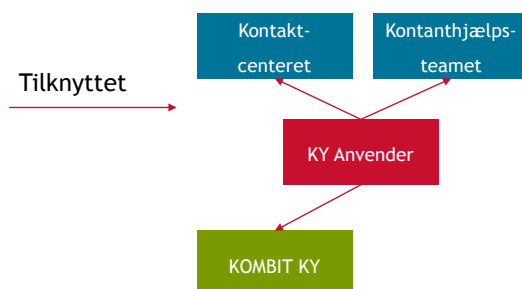 Kontakt-
centeret
Kontanthjælps-
teamet
Tilknyttet
KY Anvender
KOMBIT KY